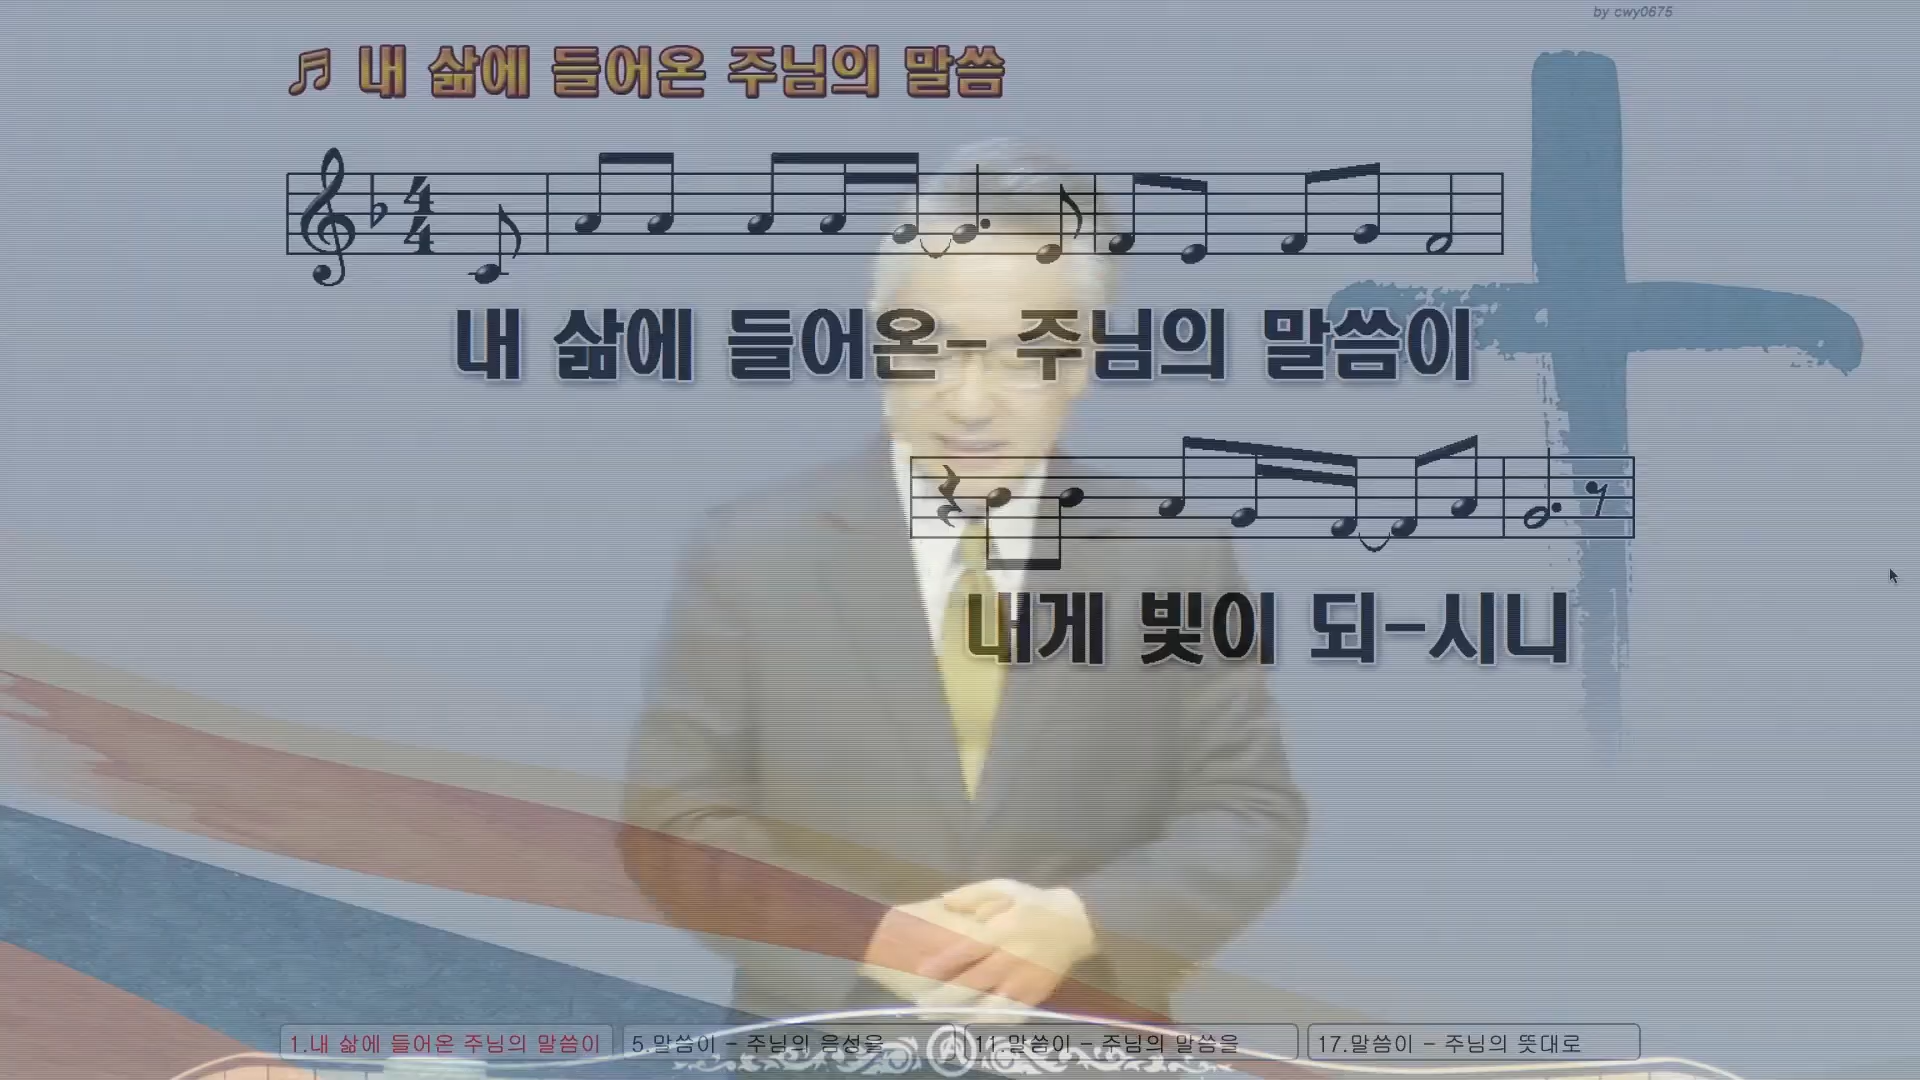 by cwy0675
♬ 내 삶에 들어온 주님의 말씀
내 삶에 들어온- 주님의 말씀이
내게 빛이 되-시니
1.내 삶에 들어온 주님의 말씀이
5.말씀이 - 주님의 음성을
11.말씀이 - 주님의 말씀을
17.말씀이 - 주님의 뜻대로